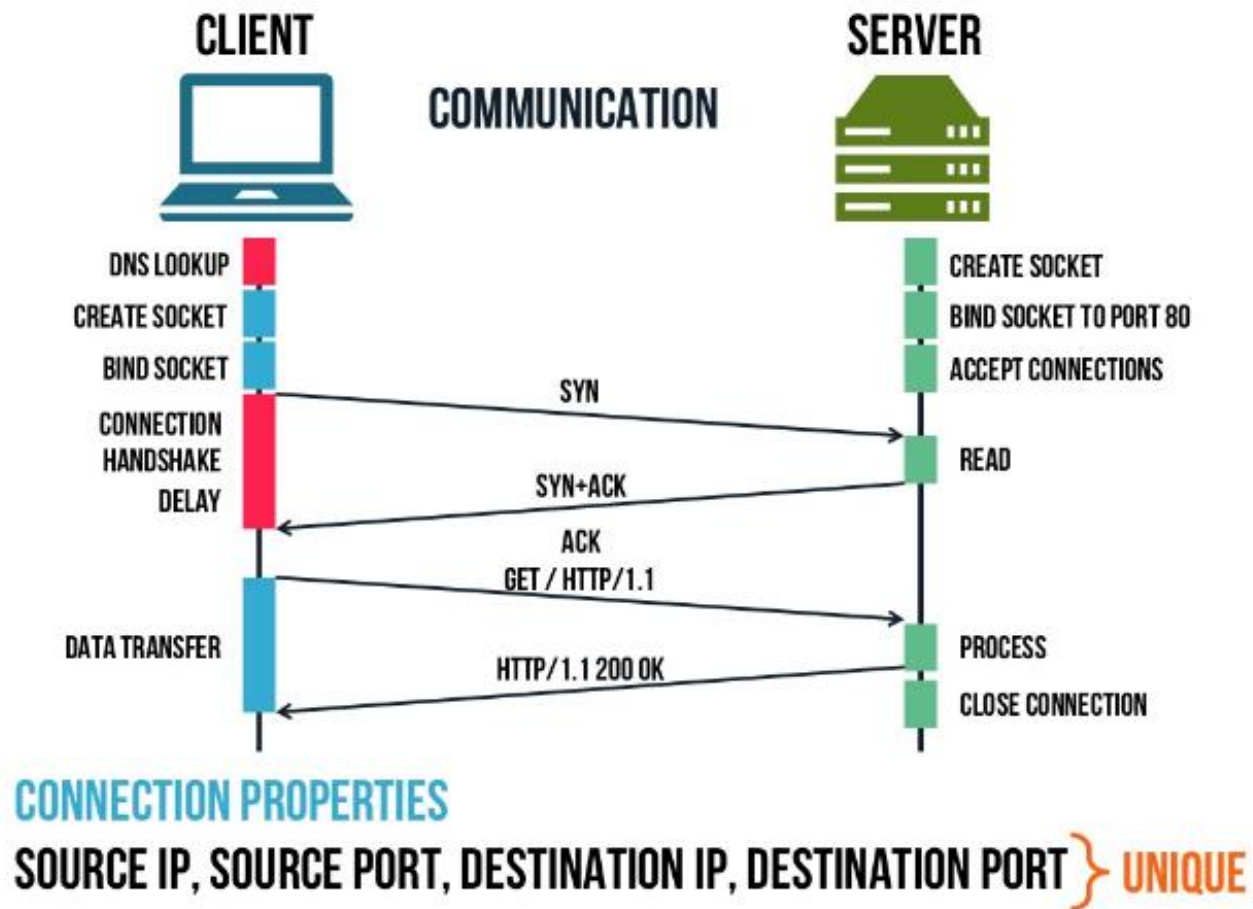 CLIENT
SERVER
COMMUNICATION
DNS LOOKUP
CREATE SOCKET
CREATE SOCKET
BIND SOCKET TO PORT 80
BIND SOCKET
ACCEPT CONNECTIONS
SYN
CONNECTION
HANDSHAKE
DELAY
READ
SYN+ACK
ACK
GET / HTTP/1.1
DATA TRANSFER
PROCESS
HTTP/1.1 200 OK
CLOSE CONNECTION
CONNECTION PROPERTIES
SOURCE IP, SOURCE PORT, DESTINATION IP, DESTINATION PORT } UNIQUE